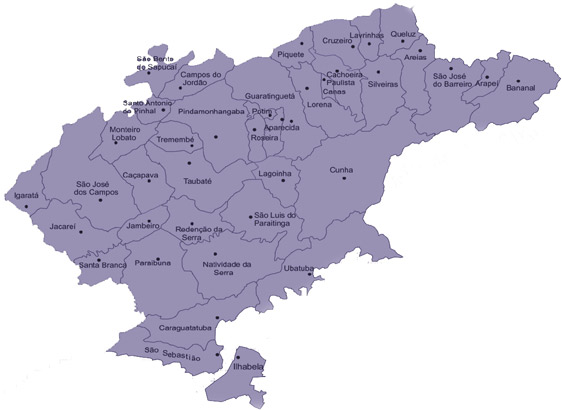 Queluz
Lavrinhas
Cruzeiro
Piquete
Areias
São Bento
do Sapucaí
Campos do
Jordão
Cachoeira
Paulista
Canas
Silveiras
São José
do Barreiro
Arapeí
Bananal
Guaratinguetá
Lorena
Santo Antonio
do Pinhal
Pindamonhangaba
Potim
Aparecida
Roseira
Monteiro
Lobato
Tremembé
Caçapava
Taubaté
Lagoinha
Cunha
São José
dos Campos
Igaratá
São Luis do
Paraitinga
Jacareí
Jambeiro
Redenção da
Serra
Santa Branca
Paraibuna
Natividade da
Serra
Ubatuba
Caraguatatuba
São Sebastião
Ilhabela